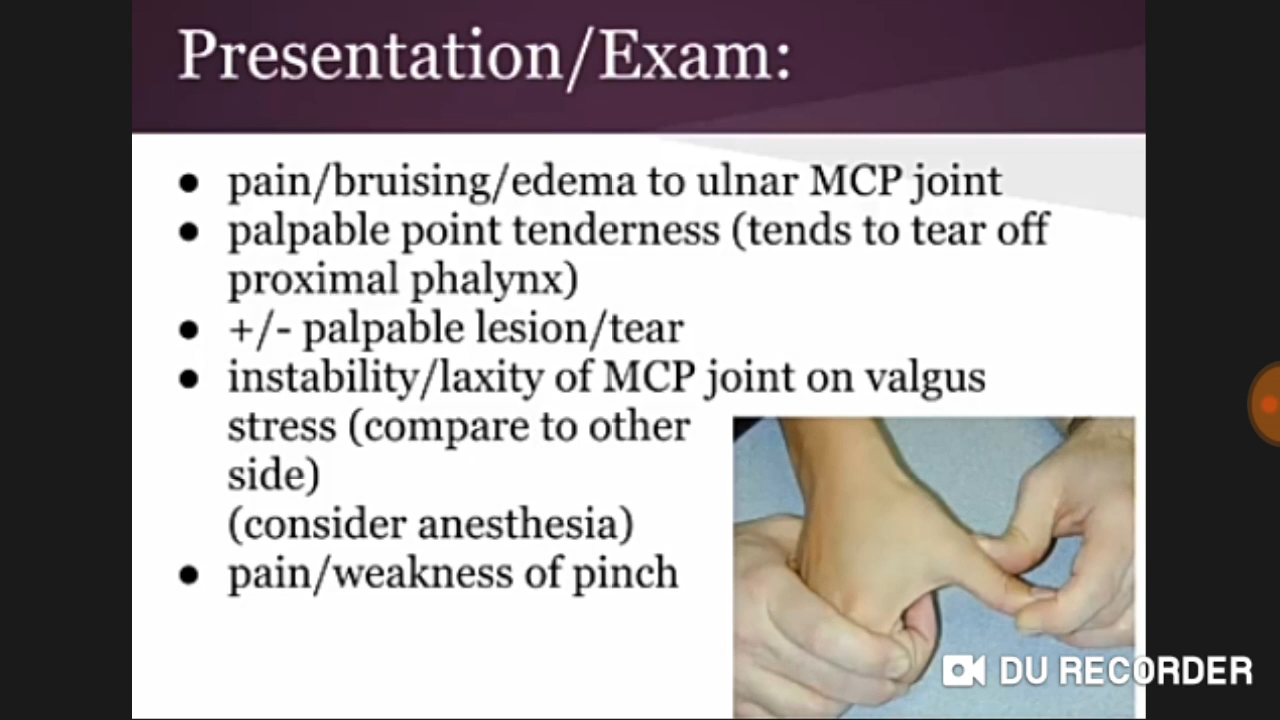 Presentation/Exam:
● pain/bruising/edema to ulnar MCP joint
● palpable point tenderness (tends to tear off
proximal phalynx)
● +/- palpable lesion/tear
● instability/laxity of MCP joint on valgus
stress (compare to other
side)
(consider anesthesia)
● pain/weakness of pinch
DU RECORDER